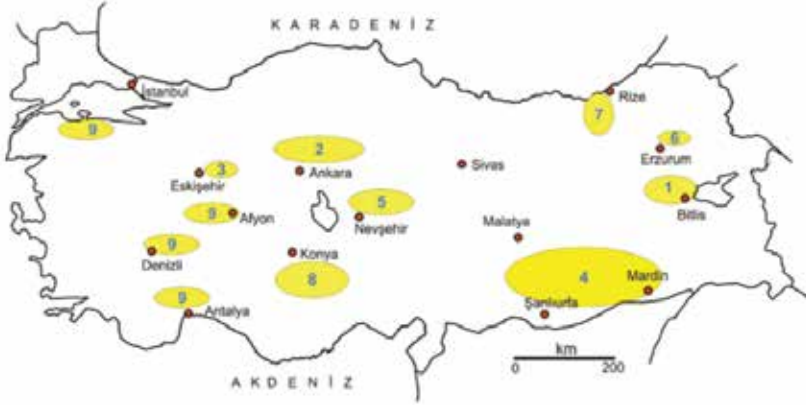 KARADENİZ
İstanbul
Rize
9
7
2
6
3
Ankara
Sivas
Erzurum
Eskişehir
1
5
9
Afyon
Bitlis
Nevşehir
Malatya
9
Konya
Denizli
8
4
Mardin
9
Şanlıurfa
Antalya
km
0 200
AKDENİZ